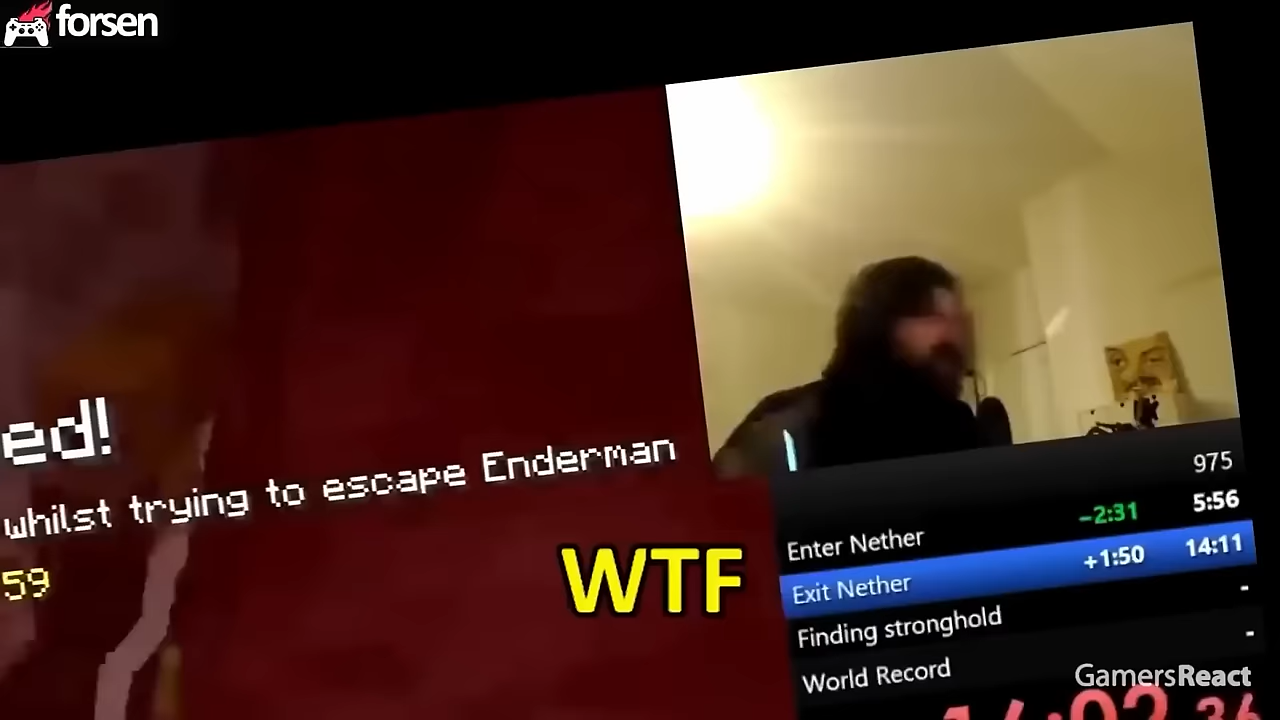 forsen
ed!
whilst trying to escape Enderman
59
WTF
975
Enter Nether -2:31 5:56
Exit Nether +1:50 14:11
Finding stronghold -
World Record -
GamersReact